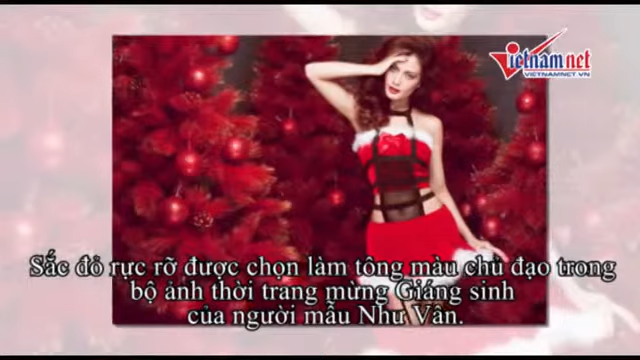 Vietnamnet
VIETNAMNET.VN
Sắc đỏ rực rỡ được chọn làm tông màu chủ đạo trong
bộ ảnh thời trang mừng Giáng sinh
của người mẫu Như Vân.